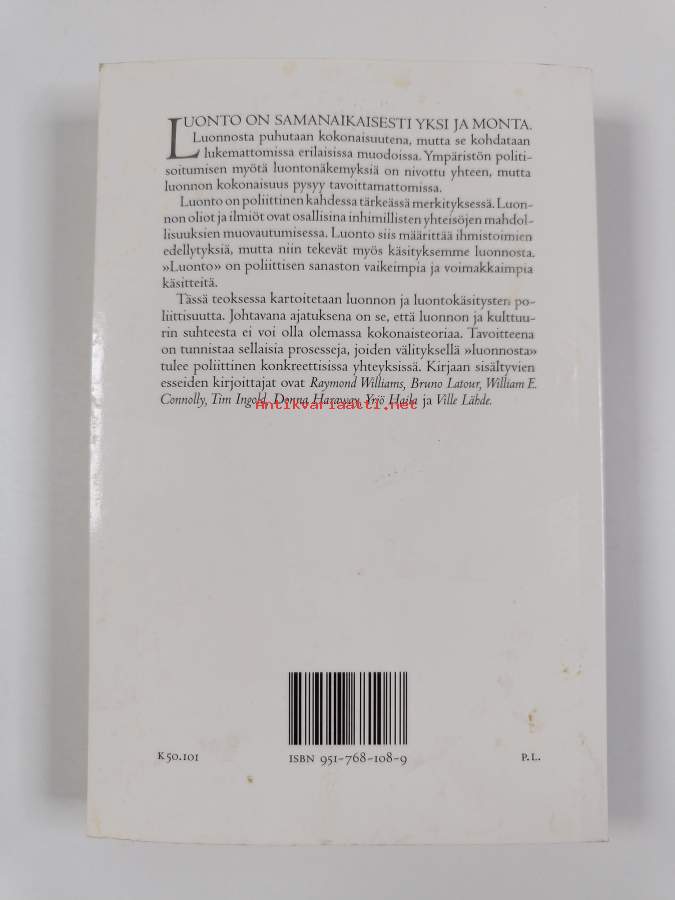 LUONTO ON SAMANAIKAISESTI YKSI JA MONTA.
Luonnosta puhutaan kokonaisuutena, mutta se kohdataan
lukemattomissa erilaisissa muodoissa. Ympäristön politi-
soitumisen myötä luontonäkemyksiä on nivottu yhteen, mutta
luonnon kokonaisuus pysyy tavoittamattomissa.
Luonto on poliittinen kahdessa tärkeässä merkityksessä. Luon-
non oliot ja ilmiöt ovat osallisina inhimillisten yhteisöjen mahdol-
lisuuksien muovautumisessa. Luonto siis määrittää ihmistoimien
edellytyksiä, mutta niin tekevät myös käsityksemme luonnosta.
»Luonto» on poliittisen sanaston vaikeimpia ja voimakkaimpia
käsitteitä.
Tässä teoksessa kartoitetaan luonnon ja luontokäsitysten po-
liittisuutta. Johtavana ajatuksena on se, että luonnon ja kulttuu-
rin suhteesta ei voi olla olemassa kokonaisteoriaa. Tavoitteena
on tunnistaa sellaisia prosesseja, joiden välityksellä »luonnosta»
tulee poliittinen konkreettisissa yhteyksissä. Kirjaan sisältyvien
esseiden kirjoittajat ovat Raymond Williams, Bruno Latour, William E.
Connolly, Tim Ingold, Donna Haraway, Yrjö Haila ja Ville Lähde.
Antikvariaatti.net
K 50.101
ISBN 951-768-108-9
P.L.